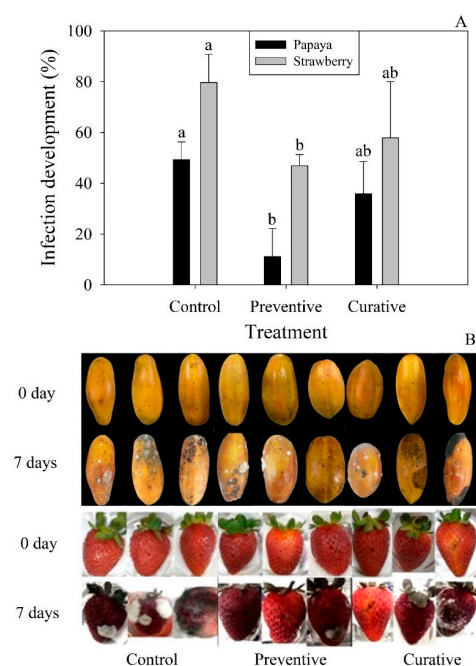 A
Infection development (%)
100
80
60
40
20
0
Papaya
Strawberry
a
a
b
b
ab
ab
Control
Preventive
Curative
Treatment
B
0 day
7 days
0 day
7 days
Control
Preventive
Curative